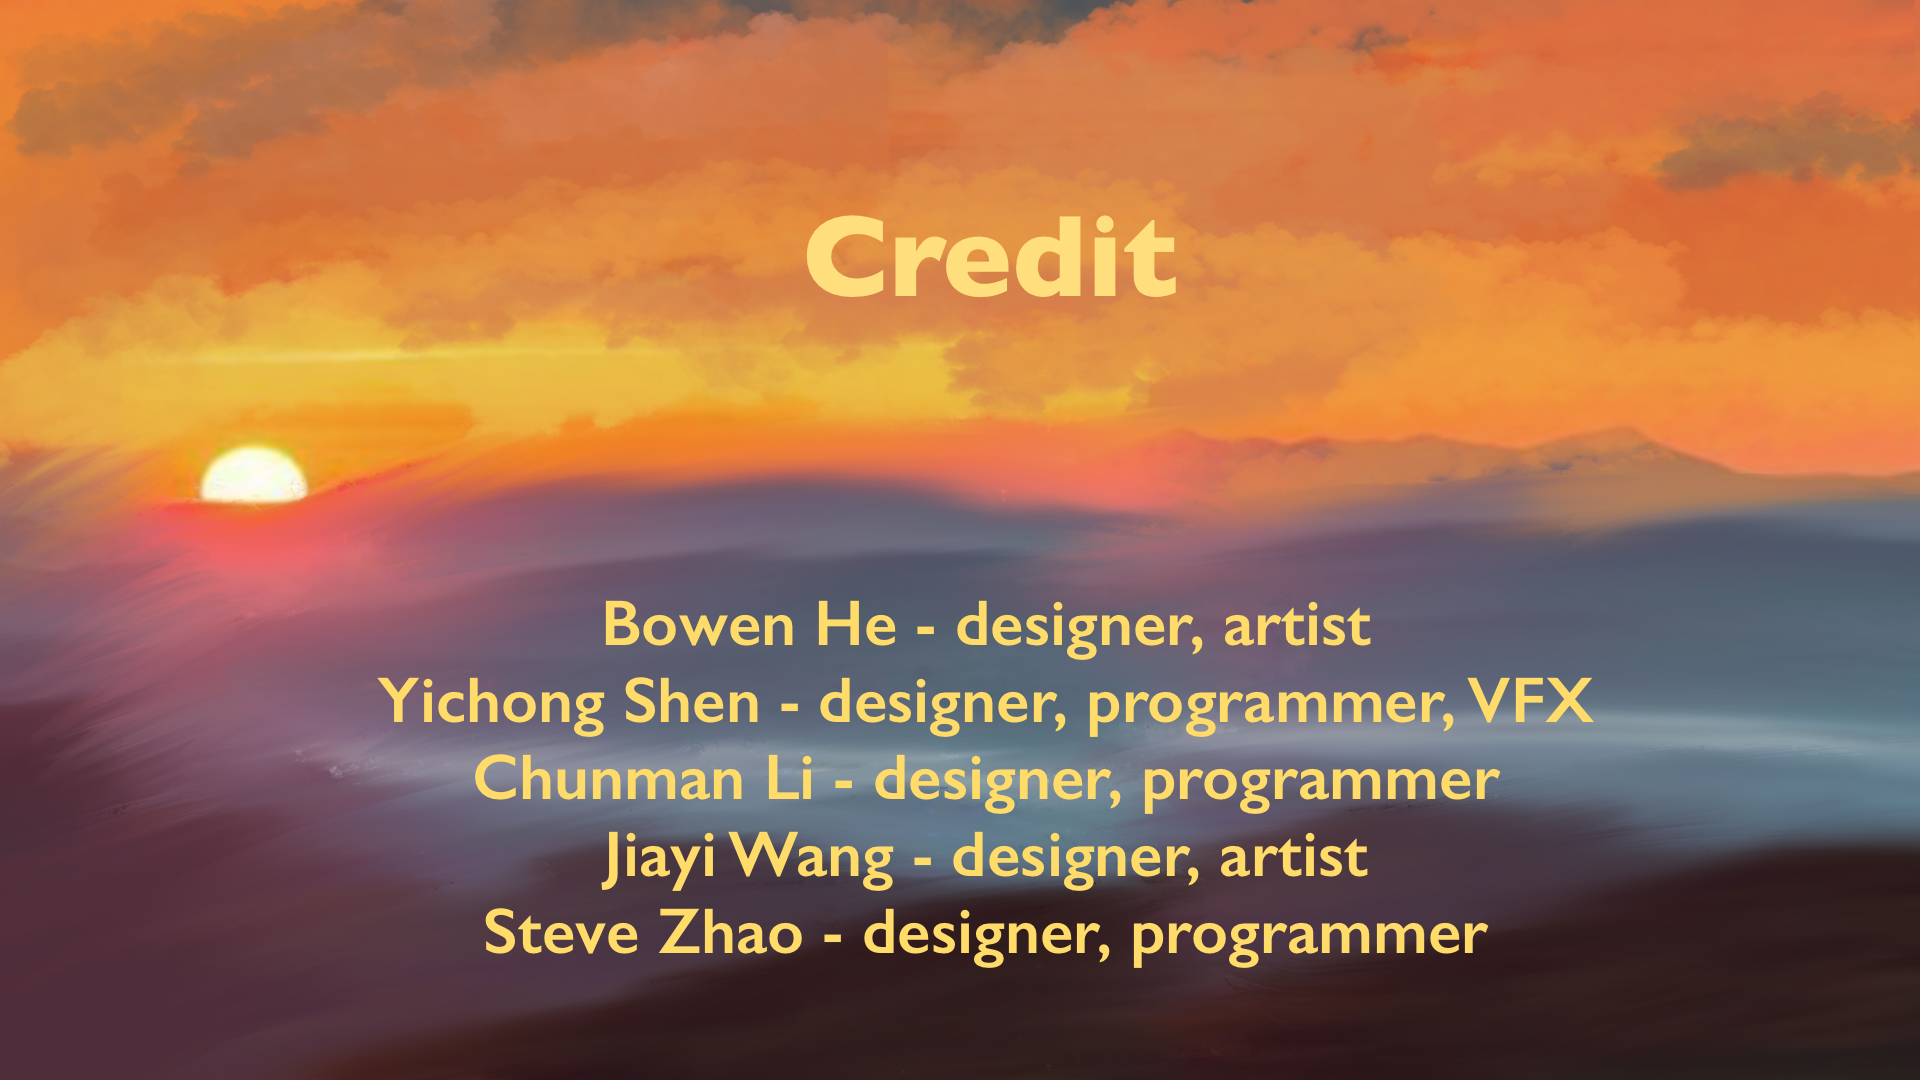 Credit
Bowen He - designer, artist
Yichong Shen - designer, programmer, VFX
Chunman Li - designer, programmer
Jiayi Wang - designer, artist
Steve Zhao - designer, programmer